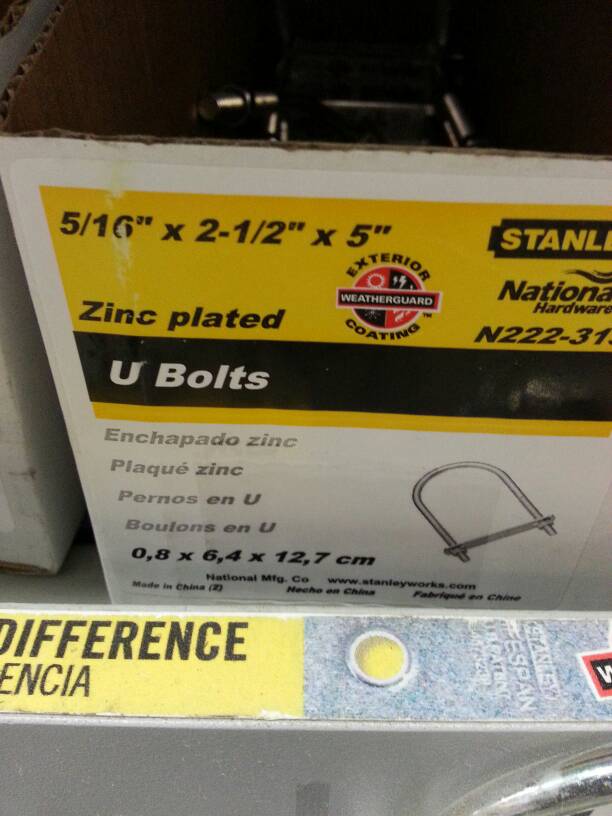 5/16" x 2-1/2" x 5"
STANL
EXTERIOR
WEATHERGUARD
COATING™
Nationa
Hardware
Zinc plated
N222-31
U Bolts
Enchapado zinc
Plaqué zinc
Pernos en U
Boulons en U
0,8 x 6,4 x 12,7 cm
National Mfg. Co www.stanleyworks.com
Made in China (Z) Hecho en China Fabriqué en Chine
DIFFERENCE
ENCIA